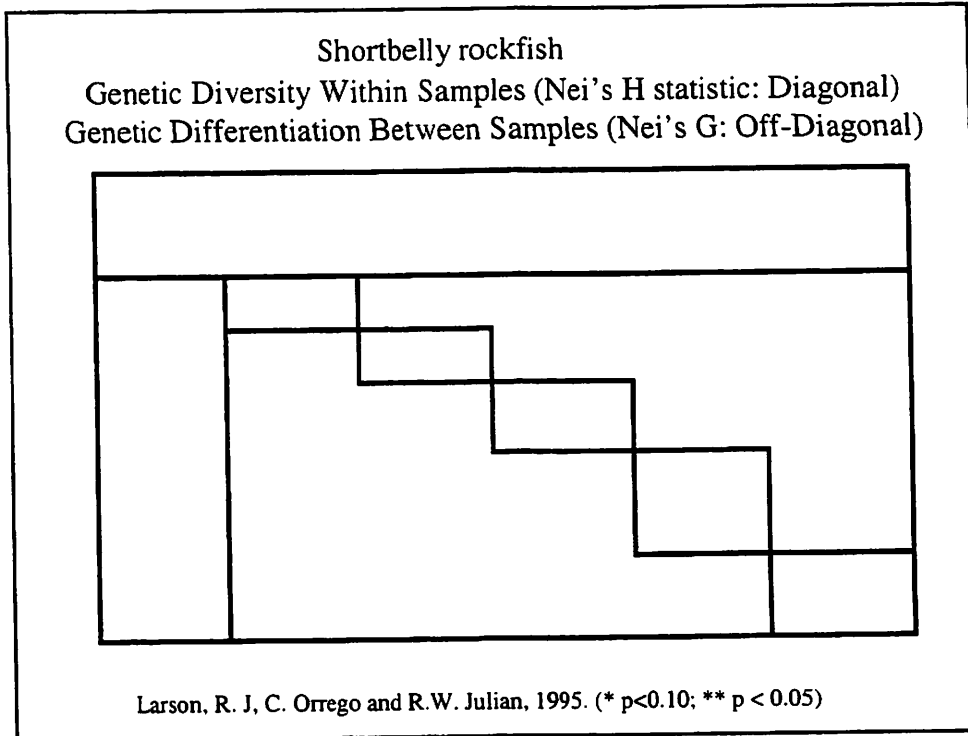 Shortbelly rockfish
Genetic Diversity Within Samples (Nei's H statistic: Diagonal)
Genetic Differentiation Between Samples (Nei's G: Off-Diagonal)
Larson, R. J, C. Orrego and R.W. Julian, 1995. (* p<0.10; ** p < 0.05)